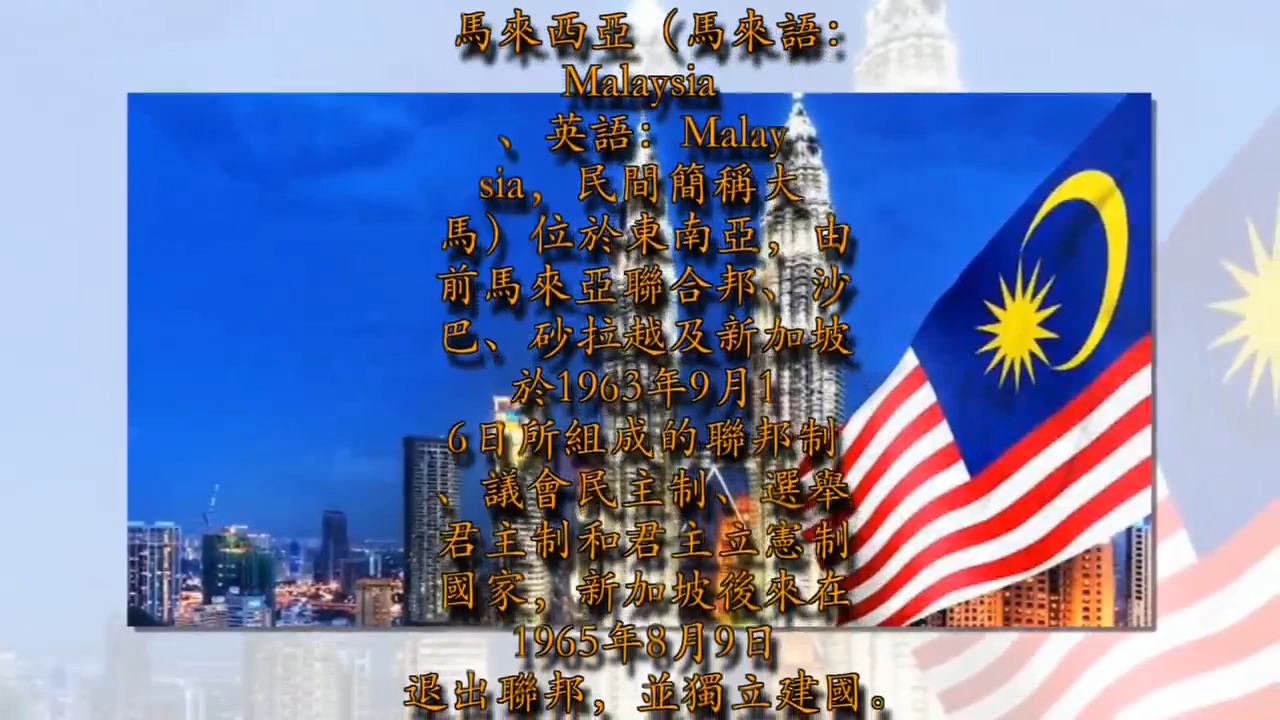 馬來西亞（馬來語：
Malaysia
、英語：Malay
sia，民間簡稱大
馬）位於東南亞，由
前馬來亞聯合邦、沙
巴、砂拉越及新加坡
於1963年9月1
6日所組成的聯邦制
、議會民主制、選舉
君主制和君主立憲制
國家，新加坡後來在
1965年8月9日
退出聯邦，並獨立建國。